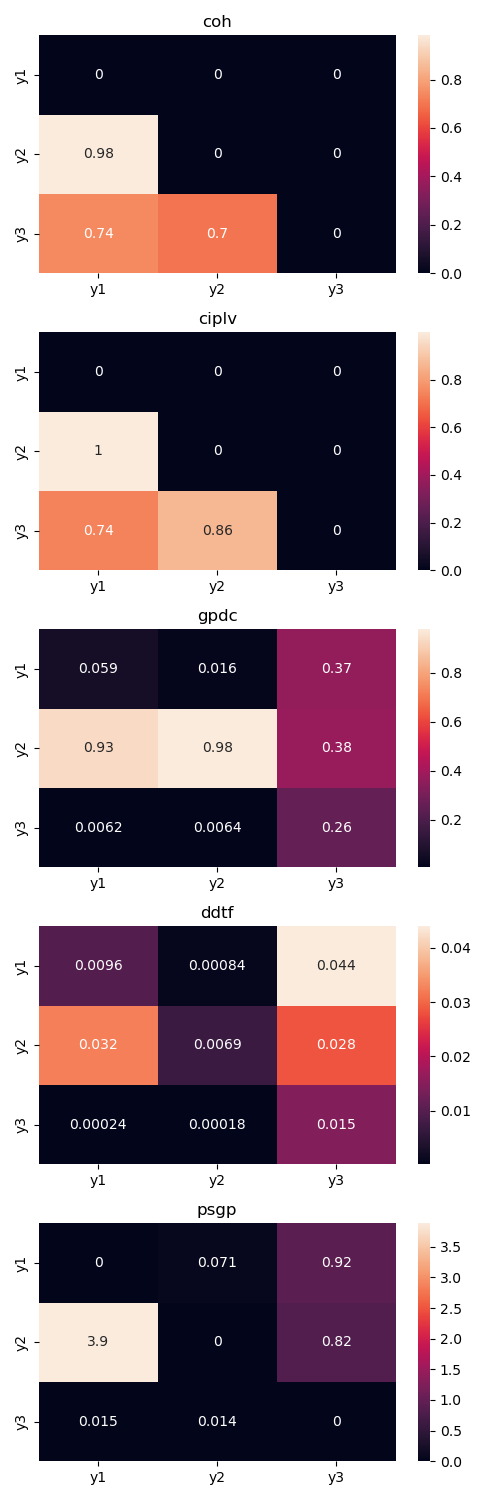 coh
y1 0 0 0
y2 0.98 0 0
y3 0.74 0.7 0
y1 y2 y3
0.8
0.6
0.4
0.2
0.0
ciplv
y1 0 0 0
y2 1 0 0
y3 0.74 0.86 0
y1 y2 y3
0.8
0.6
0.4
0.2
0.0
gpdc
y1 0.059 0.016 0.37
y2 0.93 0.98 0.38
y3 0.0062 0.0064 0.26
y1 y2 y3
0.8
0.6
0.4
0.2
ddtf
y1 0.0096 0.00084 0.044
y2 0.032 0.0069 0.028
y3 0.00024 0.00018 0.015
y1 y2 y3
0.04
0.03
0.02
0.01
psgp
y1 0 0.071 0.92
y2 3.9 0 0.82
y3 0.015 0.014 0
y1 y2 y3
3.5
3.0
2.5
2.0
1.5
1.0
0.5
0.0